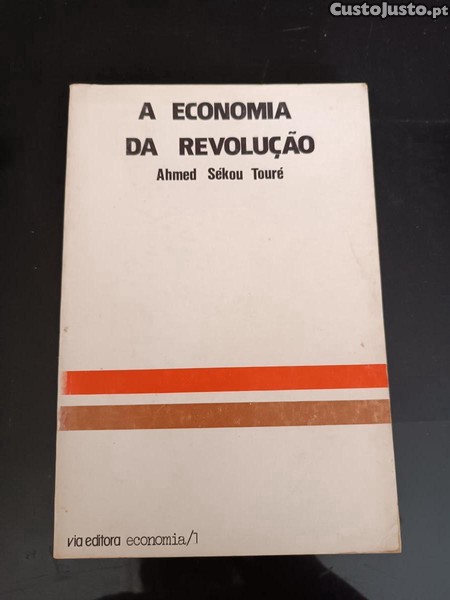 CustoJusto.pt
A ECONOMIA
DA REVOLUÇÃO
Ahmed Sékou Touré
via editora economia/1